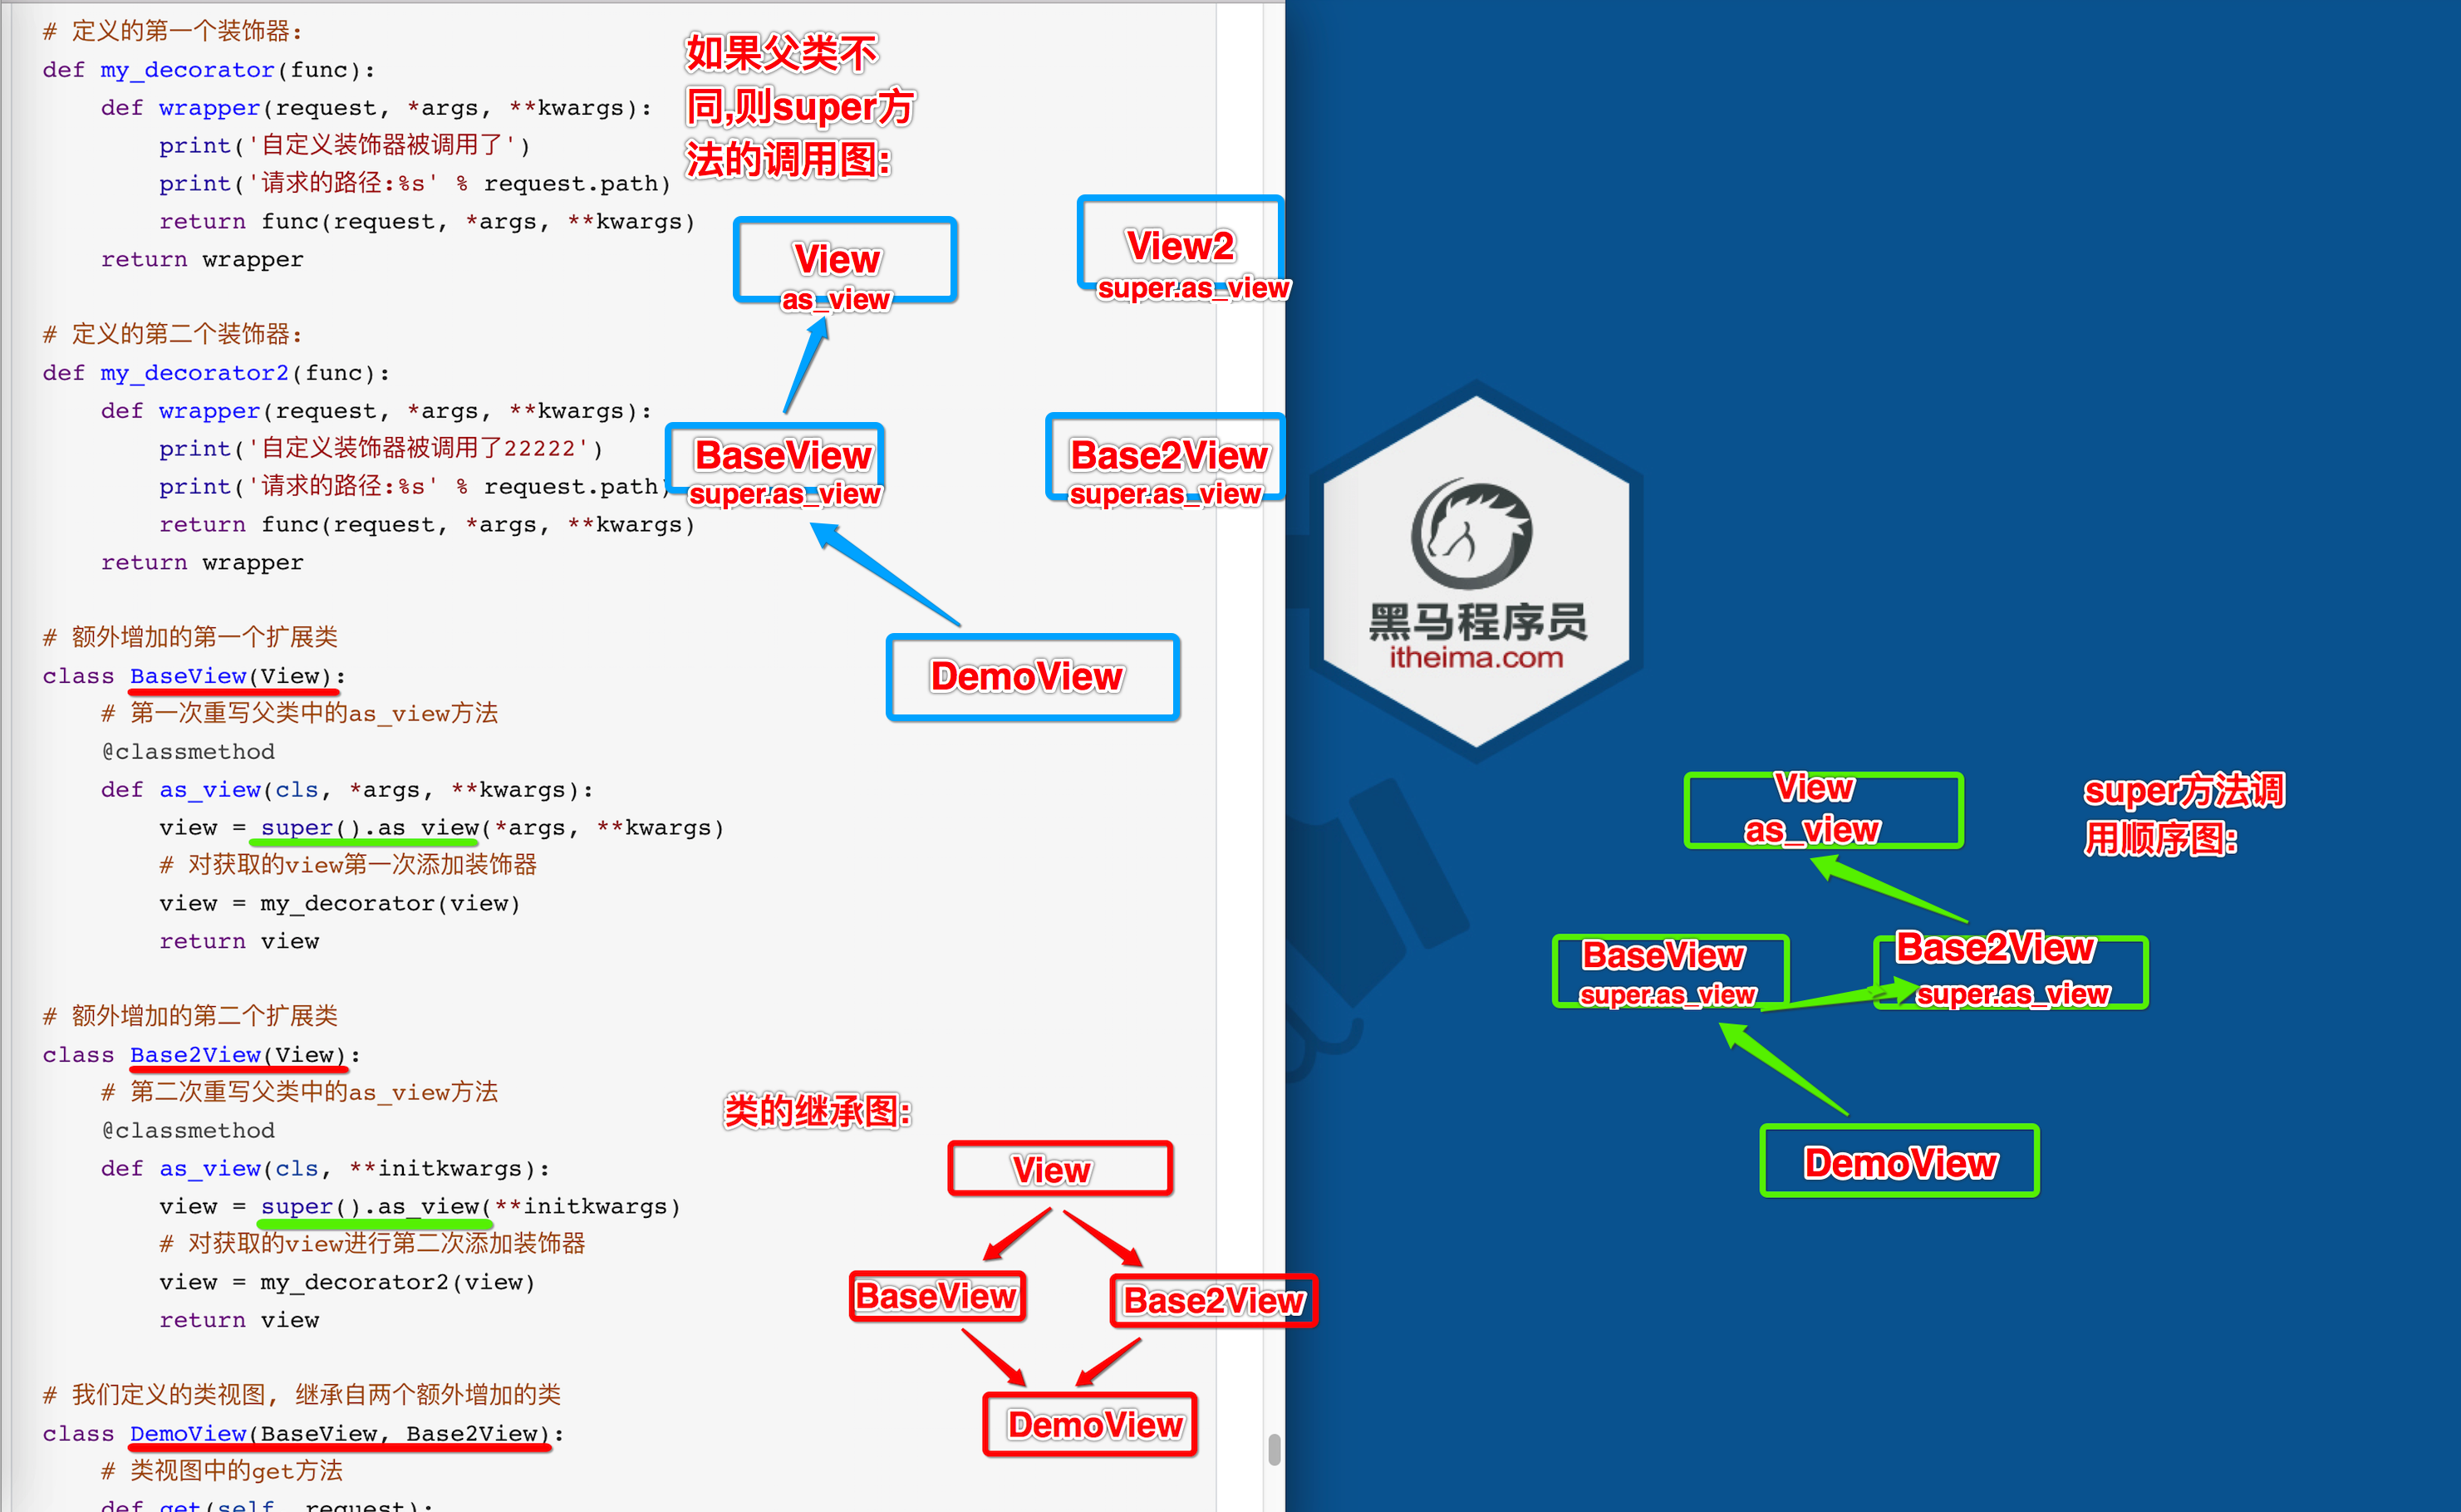 # 定义的第一个装饰器:
def my_decorator(func):
    def wrapper(request, *args, **kwargs):
        print('自定义装饰器被调用了')
        print('请求的路径:%s' % request.path)
        return func(request, *args, **kwargs)
    return wrapper
# 定义的第二个装饰器:
def my_decorator2(func):
    def wrapper(request, *args, **kwargs):
        print('自定义装饰器被调用了22222')
        print('请求的路径:%s' % request.path)
        return func(request, *args, **kwargs)
    return wrapper
# 额外增加的第一个扩展类
class BaseView(View):
    # 第一次重写父类中的as_view方法
    @classmethod
    def as_view(cls, *args, **kwargs):
        view = super().as_view(*args, **kwargs)
        # 对获取的view第一次添加装饰器
        view = my_decorator(view)
        return view
# 额外增加的第二个扩展类
class Base2View(View):
    # 第二次重写父类中的as_view方法
    @classmethod
    def as_view(cls, **initkwargs):
        view = super().as_view(**initkwargs)
        # 对获取的view进行第二次添加装饰器
        view = my_decorator2(view)
        return view
# 我们定义的类视图, 继承自两个额外增加的类
class DemoView(BaseView, Base2View):
    # 类视图中的get方法
    def get(self, request):
如果父类不
同,则super方
法的调用图:
View
as_view
View2
super.as_view
BaseView
super.as_view
Base2View
super.as_view
DemoView
类的继承图:
View
BaseView
Base2View
DemoView
黑马程序员
itheima.com
super方法调
用顺序图:
View
as_view
BaseView
super.as_view
Base2View
super.as_view
DemoView